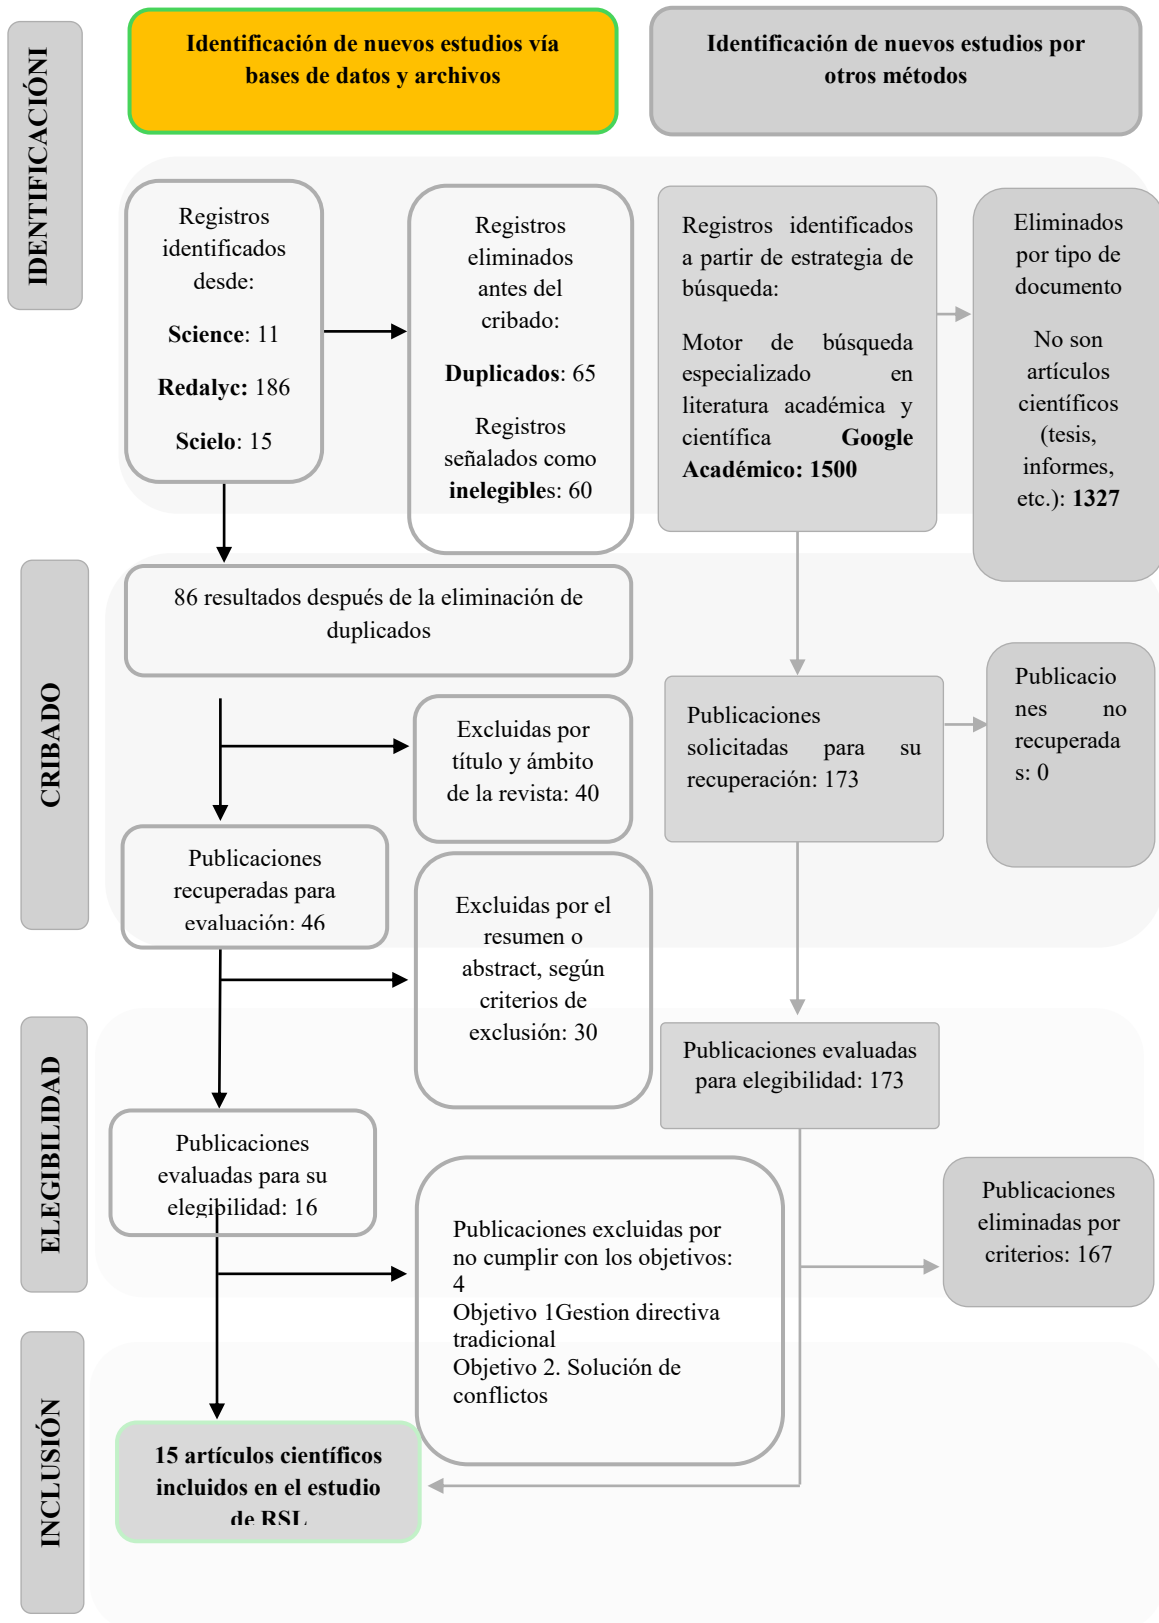 IDENTIFICACIÓNI
Identificación de nuevos estudios vía
bases de datos y archivos
Identificación de nuevos estudios por
otros métodos
Registros
identificados
desde:
Science: 11
Redalyc: 186
Scielo: 15
Registros
eliminados
antes del
cribado:
Duplicados: 65
Registros
señalados como
inelegibles: 60
Registros identificados
a partir de estrategia de
búsqueda:
Motor de búsqueda
especializado en
literatura académica y
científica Google
Académico: 1500
Eliminados
por tipo de
documento
No son
artículos
científicos
(tesis,
informes,
etc.): 1327
CRIBADO
86 resultados después de la eliminación de
duplicados
Excluidas por
título y ámbito
de la revista: 40
Publicaciones
recuperadas para
evaluación: 46
Excluidas por el
resumen o
abstract, según
criterios de
exclusión: 30
Publicaciones
solicitadas para su
recuperación: 173
Publicacio
nes no
recuperada
s: 0
ELEGIBILIDAD
Publicaciones
evaluadas para su
elegibilidad: 16
Publicaciones excluidas por
no cumplir con los objetivos:
4
Objetivo 1Gestion directiva
tradicional
Objetivo 2. Solución de
conflictos
Publicaciones evaluadas
para elegibilidad: 173
Publicaciones
eliminadas por
criterios: 167
INCLUSIÓN
15 artículos científicos
incluidos en el estudio
de RSL